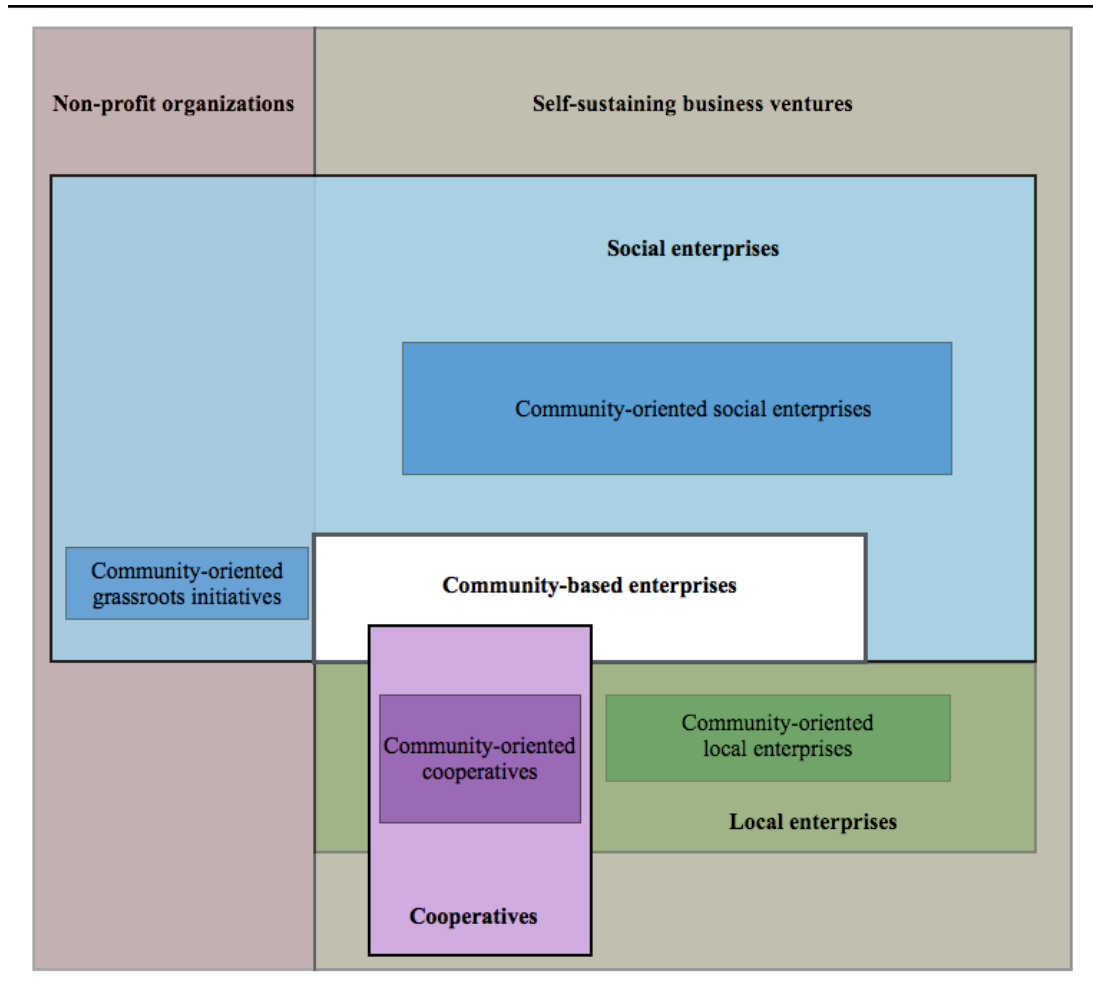 Non-profit organizations
Self-sustaining business ventures
Social enterprises
Community-oriented social enterprises
Community-oriented
grassroots initiatives
Community-based enterprises
Community-oriented
cooperatives
Community-oriented
local enterprises
Local enterprises
Cooperatives